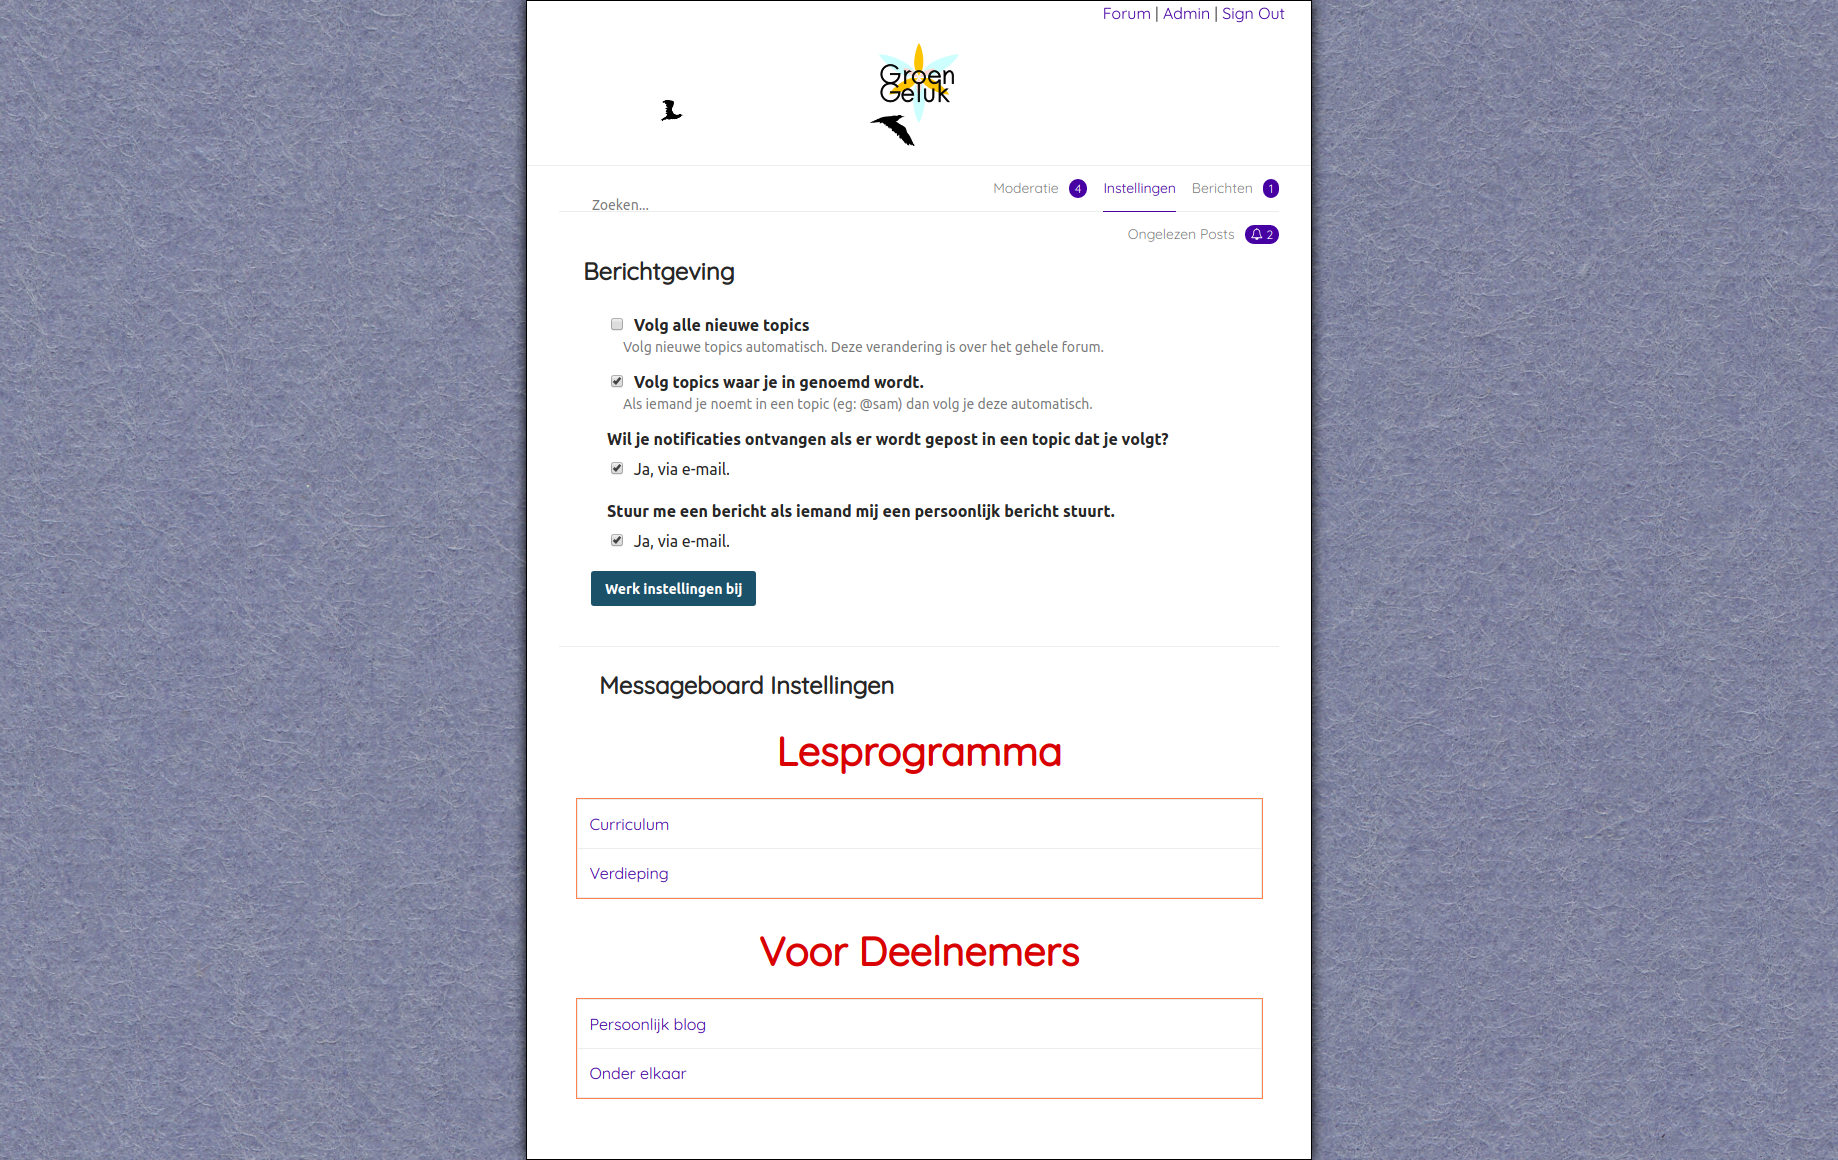 Forum | Admin | Sign Out
Groen
Geluk
Zoeken...
Moderatie 4 Instellingen Berichten 1
Ongelezen Posts 2
Berichtgeving
Volg alle nieuwe topics
Volg nieuwe topics automatisch. Deze verandering is over het gehele forum.
Volg topics waar je in genoemd wordt.
Als iemand je noemt in een topic (eg: @sam) dan volg je deze automatisch.
Wil je notificaties ontvangen als er wordt gepost in een topic dat je volgt?
Ja, via e-mail.
Stuur me een bericht als iemand mij een persoonlijk bericht stuurt.
Ja, via e-mail.
Werk instellingen bij
Messageboard Instellingen
Lesprogramma
Curriculum
Verdieping
Voor Deelnemers
Persoonlijk blog
Onder elkaar